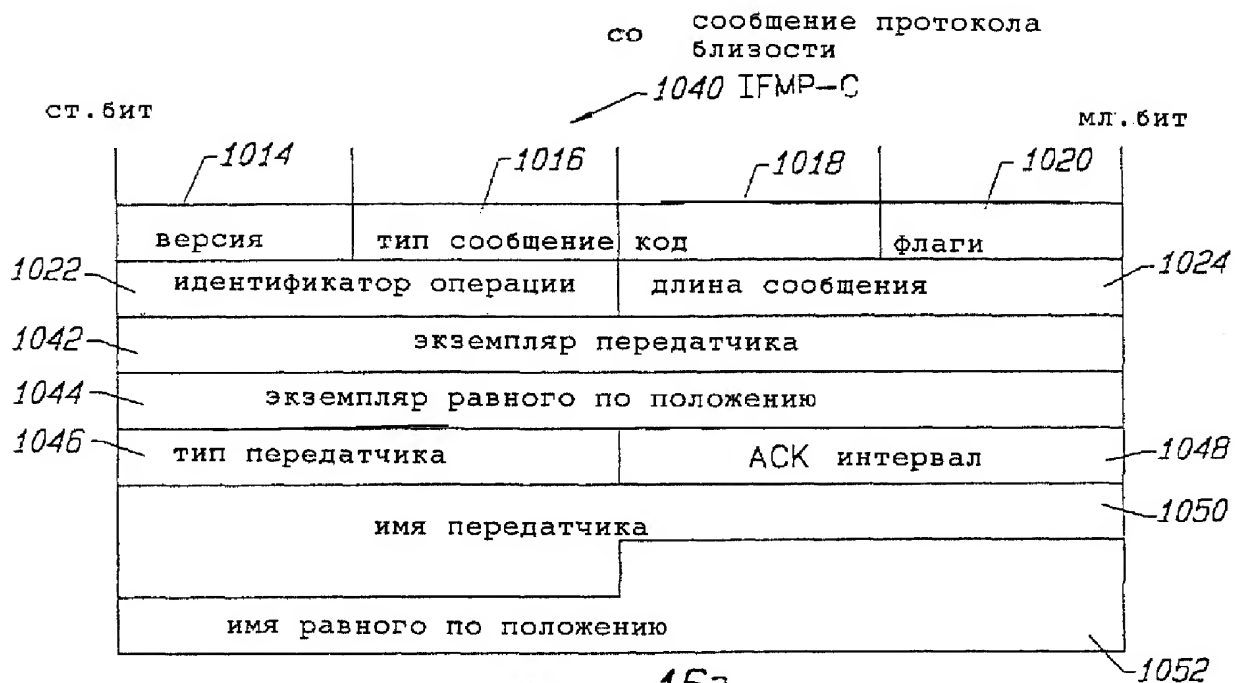 со сообщение протокола
близости
1040 IFMP-C
ст.бит
мл.бит
1014 1016 1018 1020
версия тип сообщение код флаги
1022 идентификатор операции длина сообщения 1024
1042 экземпляр передатчика
1044 экземпляр равного по положению
1046 тип передатчика ACK интервал 1048
имя передатчика 1050
имя равного по положению
1052